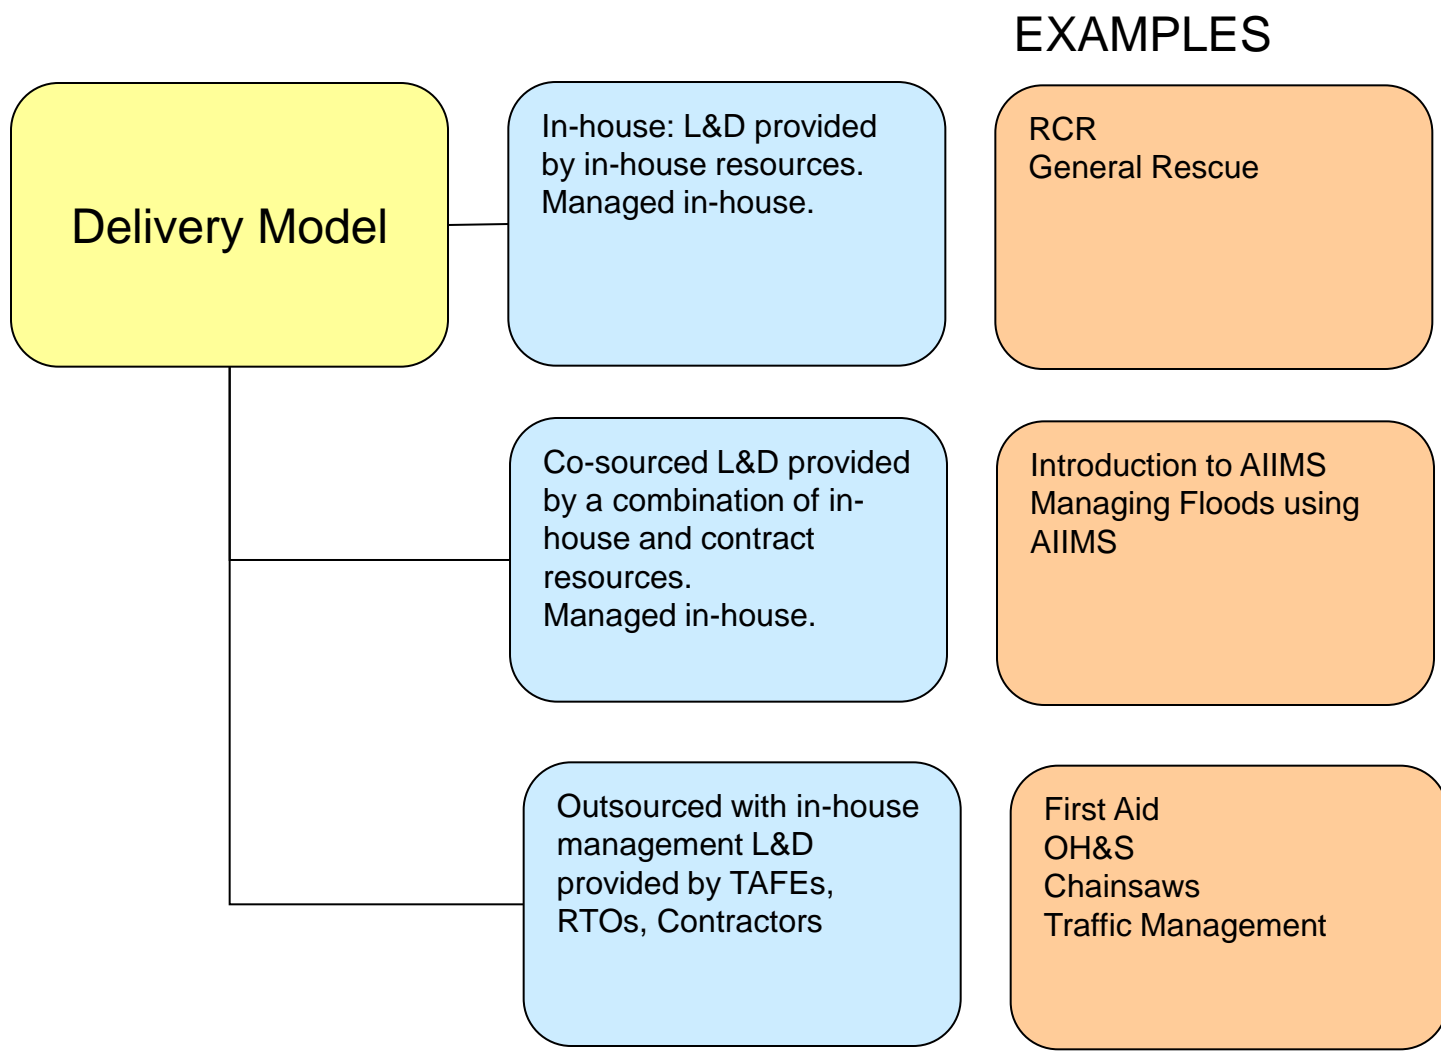 EXAMPLES
Delivery Model
In-house: L&D provided
by in-house resources.
Managed in-house.
RCR
General Rescue
Co-sourced L&D provided
by a combination of in-
house and contract
resources.
Managed in-house.
Introduction to AIIMS
Managing Floods using
AIIMS
Outsourced with in-house
management L&D
provided by TAFEs,
RTOs, Contractors
First Aid
OH&S
Chainsaws
Traffic Management